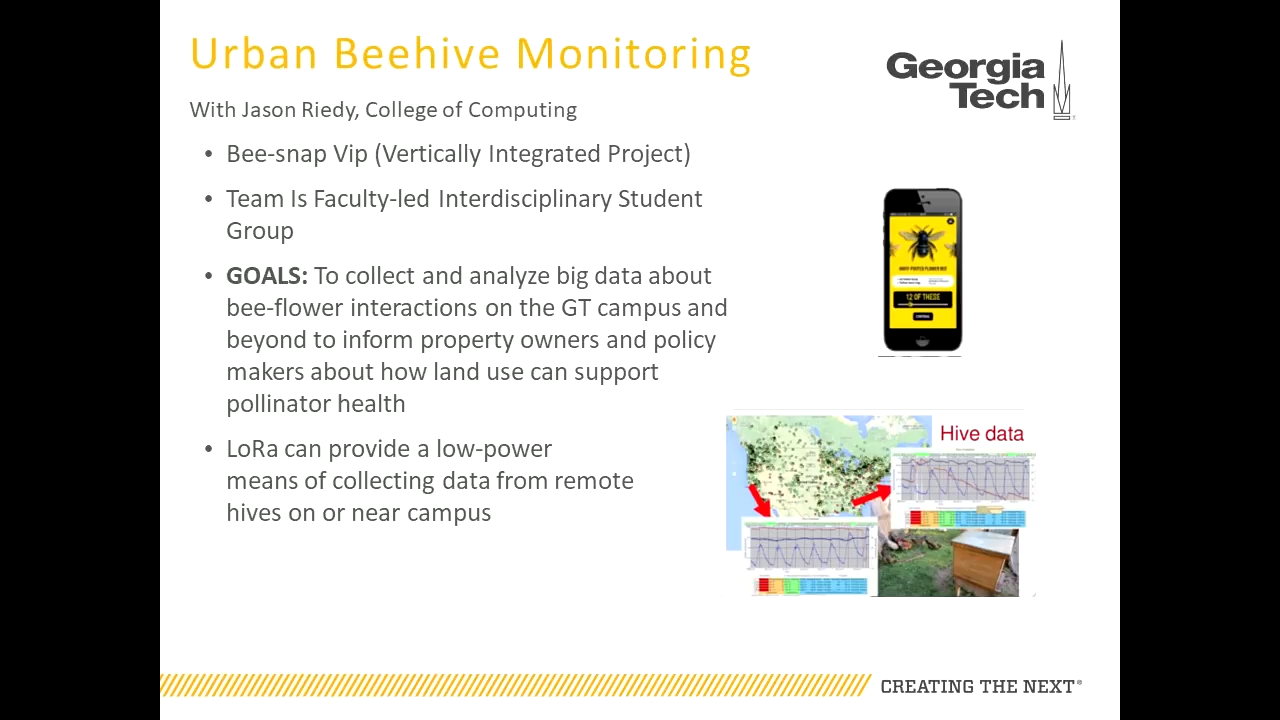 Urban Beehive Monitoring
Georgia
Tech
With Jason Riedy, College of Computing
• Bee-snap Vip (Vertically Integrated Project)
• Team Is Faculty-led Interdisciplinary Student
Group
• GOALS: To collect and analyze big data about
bee-flower interactions on the GT campus and
beyond to inform property owners and policy
makers about how land use can support
pollinator health
• LoRa can provide a low-power
means of collecting data from remote
hives on or near campus
12 OF THESE
Hive data
CREATING THE NEXT®